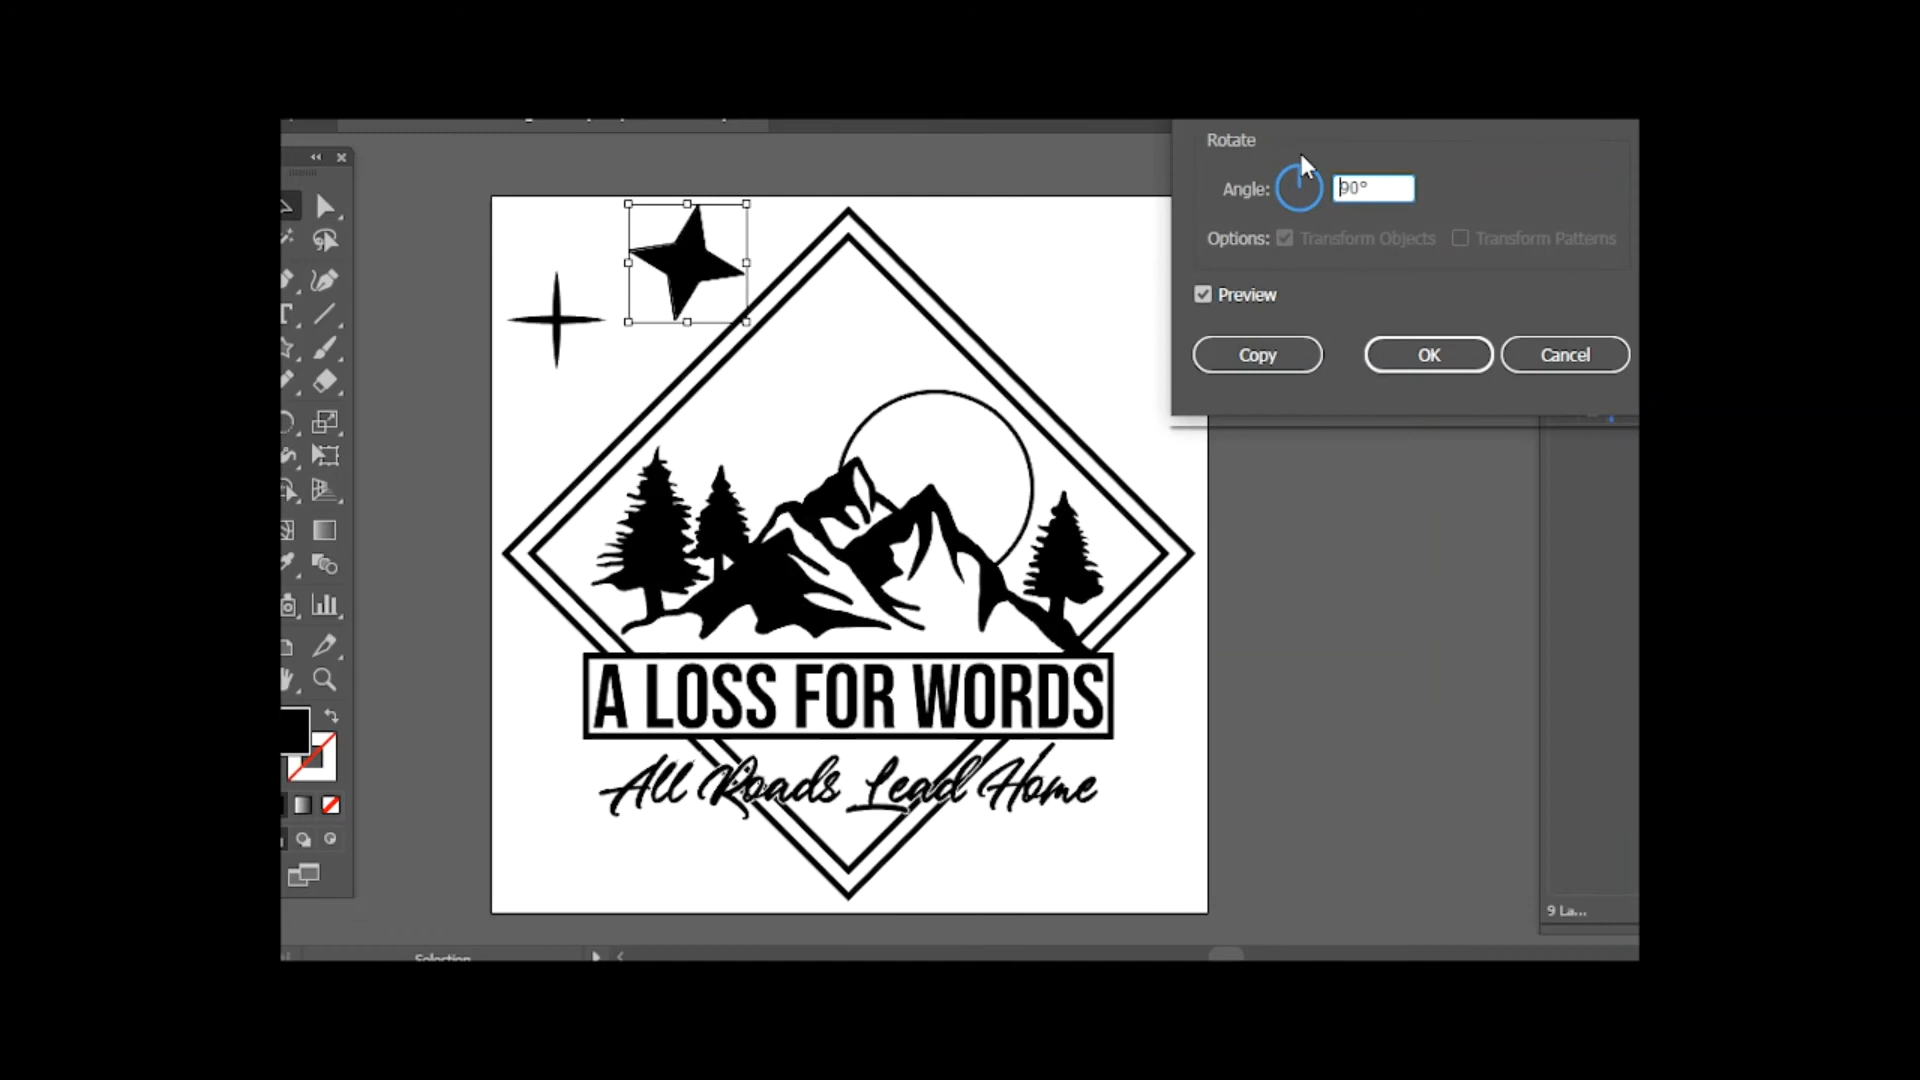 Rotate
Angle: 90°
Options: Transform Objects Transform Patterns
Preview
Copy OK Cancel
A LOSS FOR WORDS
All Roads Lead Home
9 La...
Selection